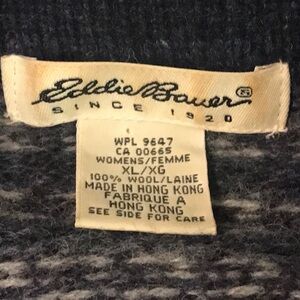 Eddie Bauer
SINCE 1920
WPL 9647
CA 00665
WOMENS/FEMME
XL/XG
100% WOOL/LAINE
MADE IN HONG KONG
FABRIQUE A
HONG KONG
SEE SIDE FOR CARE